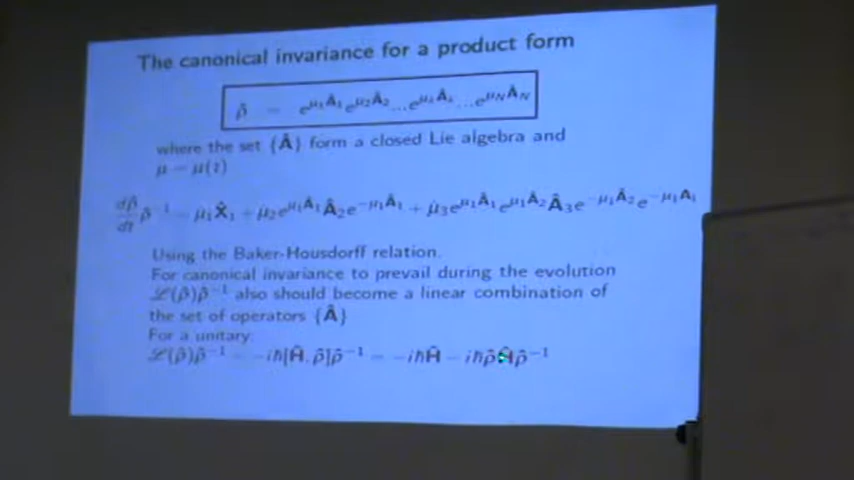 The canonical invariance for a product form
ρ̂ = e^{μ₁Â₁}e^{μ₂Â₂}...e^{μₖÂₖ}...e^{μ_NÂ_N}
where the set {Â} form a closed Lie algebra and
μ = μ(t)
dρ̂/dt ρ̂⁻¹ = μ̇₁X̂₁ + μ̇₂e^{μ₁Â₁}Â₂e^{−μ₁Â₁} + μ̇₃e^{μ₁Â₁}e^{μ₁Â₂}Â₃e^{−μ₁Â₂}e^{−μ₁Â₁}
Using the Baker-Housdorff relation.
For canonical invariance to prevail during the evolution
ℒ(ρ̂)ρ̂⁻¹ also should become a linear combination of
the set of operators {Â}
For a unitary:
ℒ(ρ̂)ρ̂⁻¹ = −iħ[Ĥ, ρ̂]ρ̂⁻¹ = −iħĤ − iħρ̂Ĥρ̂⁻¹